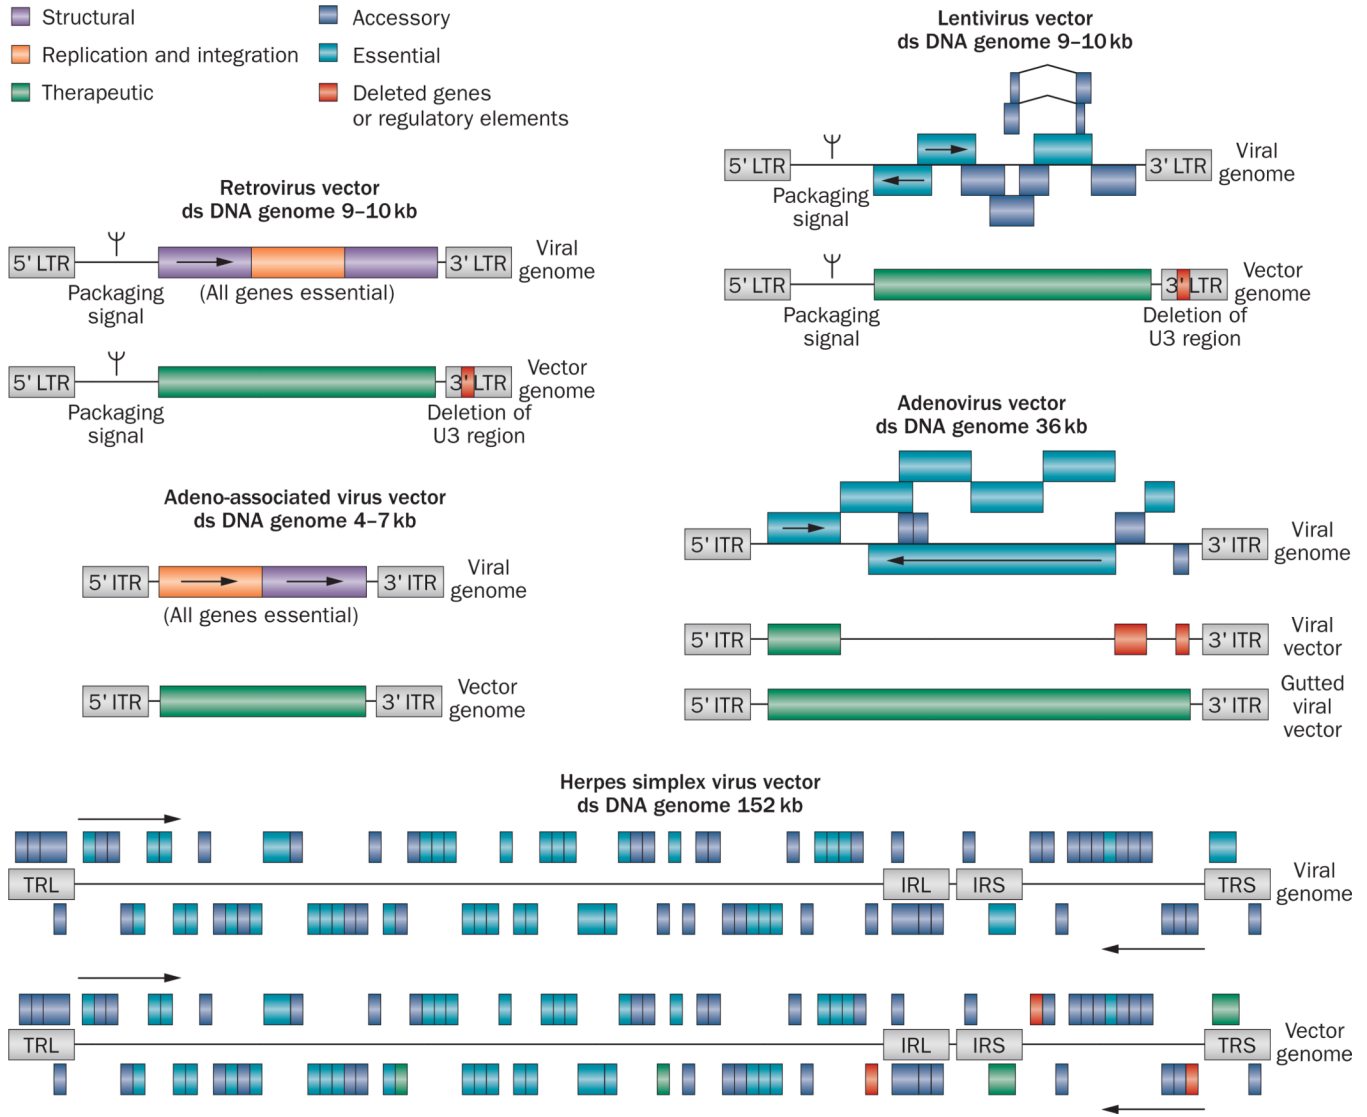 Structural
Replication and integration
Therapeutic
Accessory
Essential
Deleted genes
or regulatory elements
Retrovirus vector
ds DNA genome 9–10 kb
5' LTR
Ψ
3' LTR
Viral
genome
Packaging
signal
(All genes essential)
5' LTR
Ψ
3' LTR
Vector
genome
Packaging
signal
Deletion of
U3 region
Adeno-associated virus vector
ds DNA genome 4–7 kb
5' ITR
3' ITR
Viral
genome
(All genes essential)
5' ITR
3' ITR
Vector
genome
Lentivirus vector
ds DNA genome 9–10 kb
5' LTR
Ψ
3' LTR
Viral
genome
Packaging
signal
5' LTR
Ψ
3' LTR
Vector
genome
Packaging
signal
Deletion of
U3 region
Adenovirus vector
ds DNA genome 36 kb
5' ITR
3' ITR
Viral
genome
5' ITR
3' ITR
Viral
vector
5' ITR
3' ITR
Gutted
viral
vector
Herpes simplex virus vector
ds DNA genome 152 kb
TRL
IRL
IRS
TRS
Viral
genome
TRL
IRL
IRS
TRS
Vector
genome